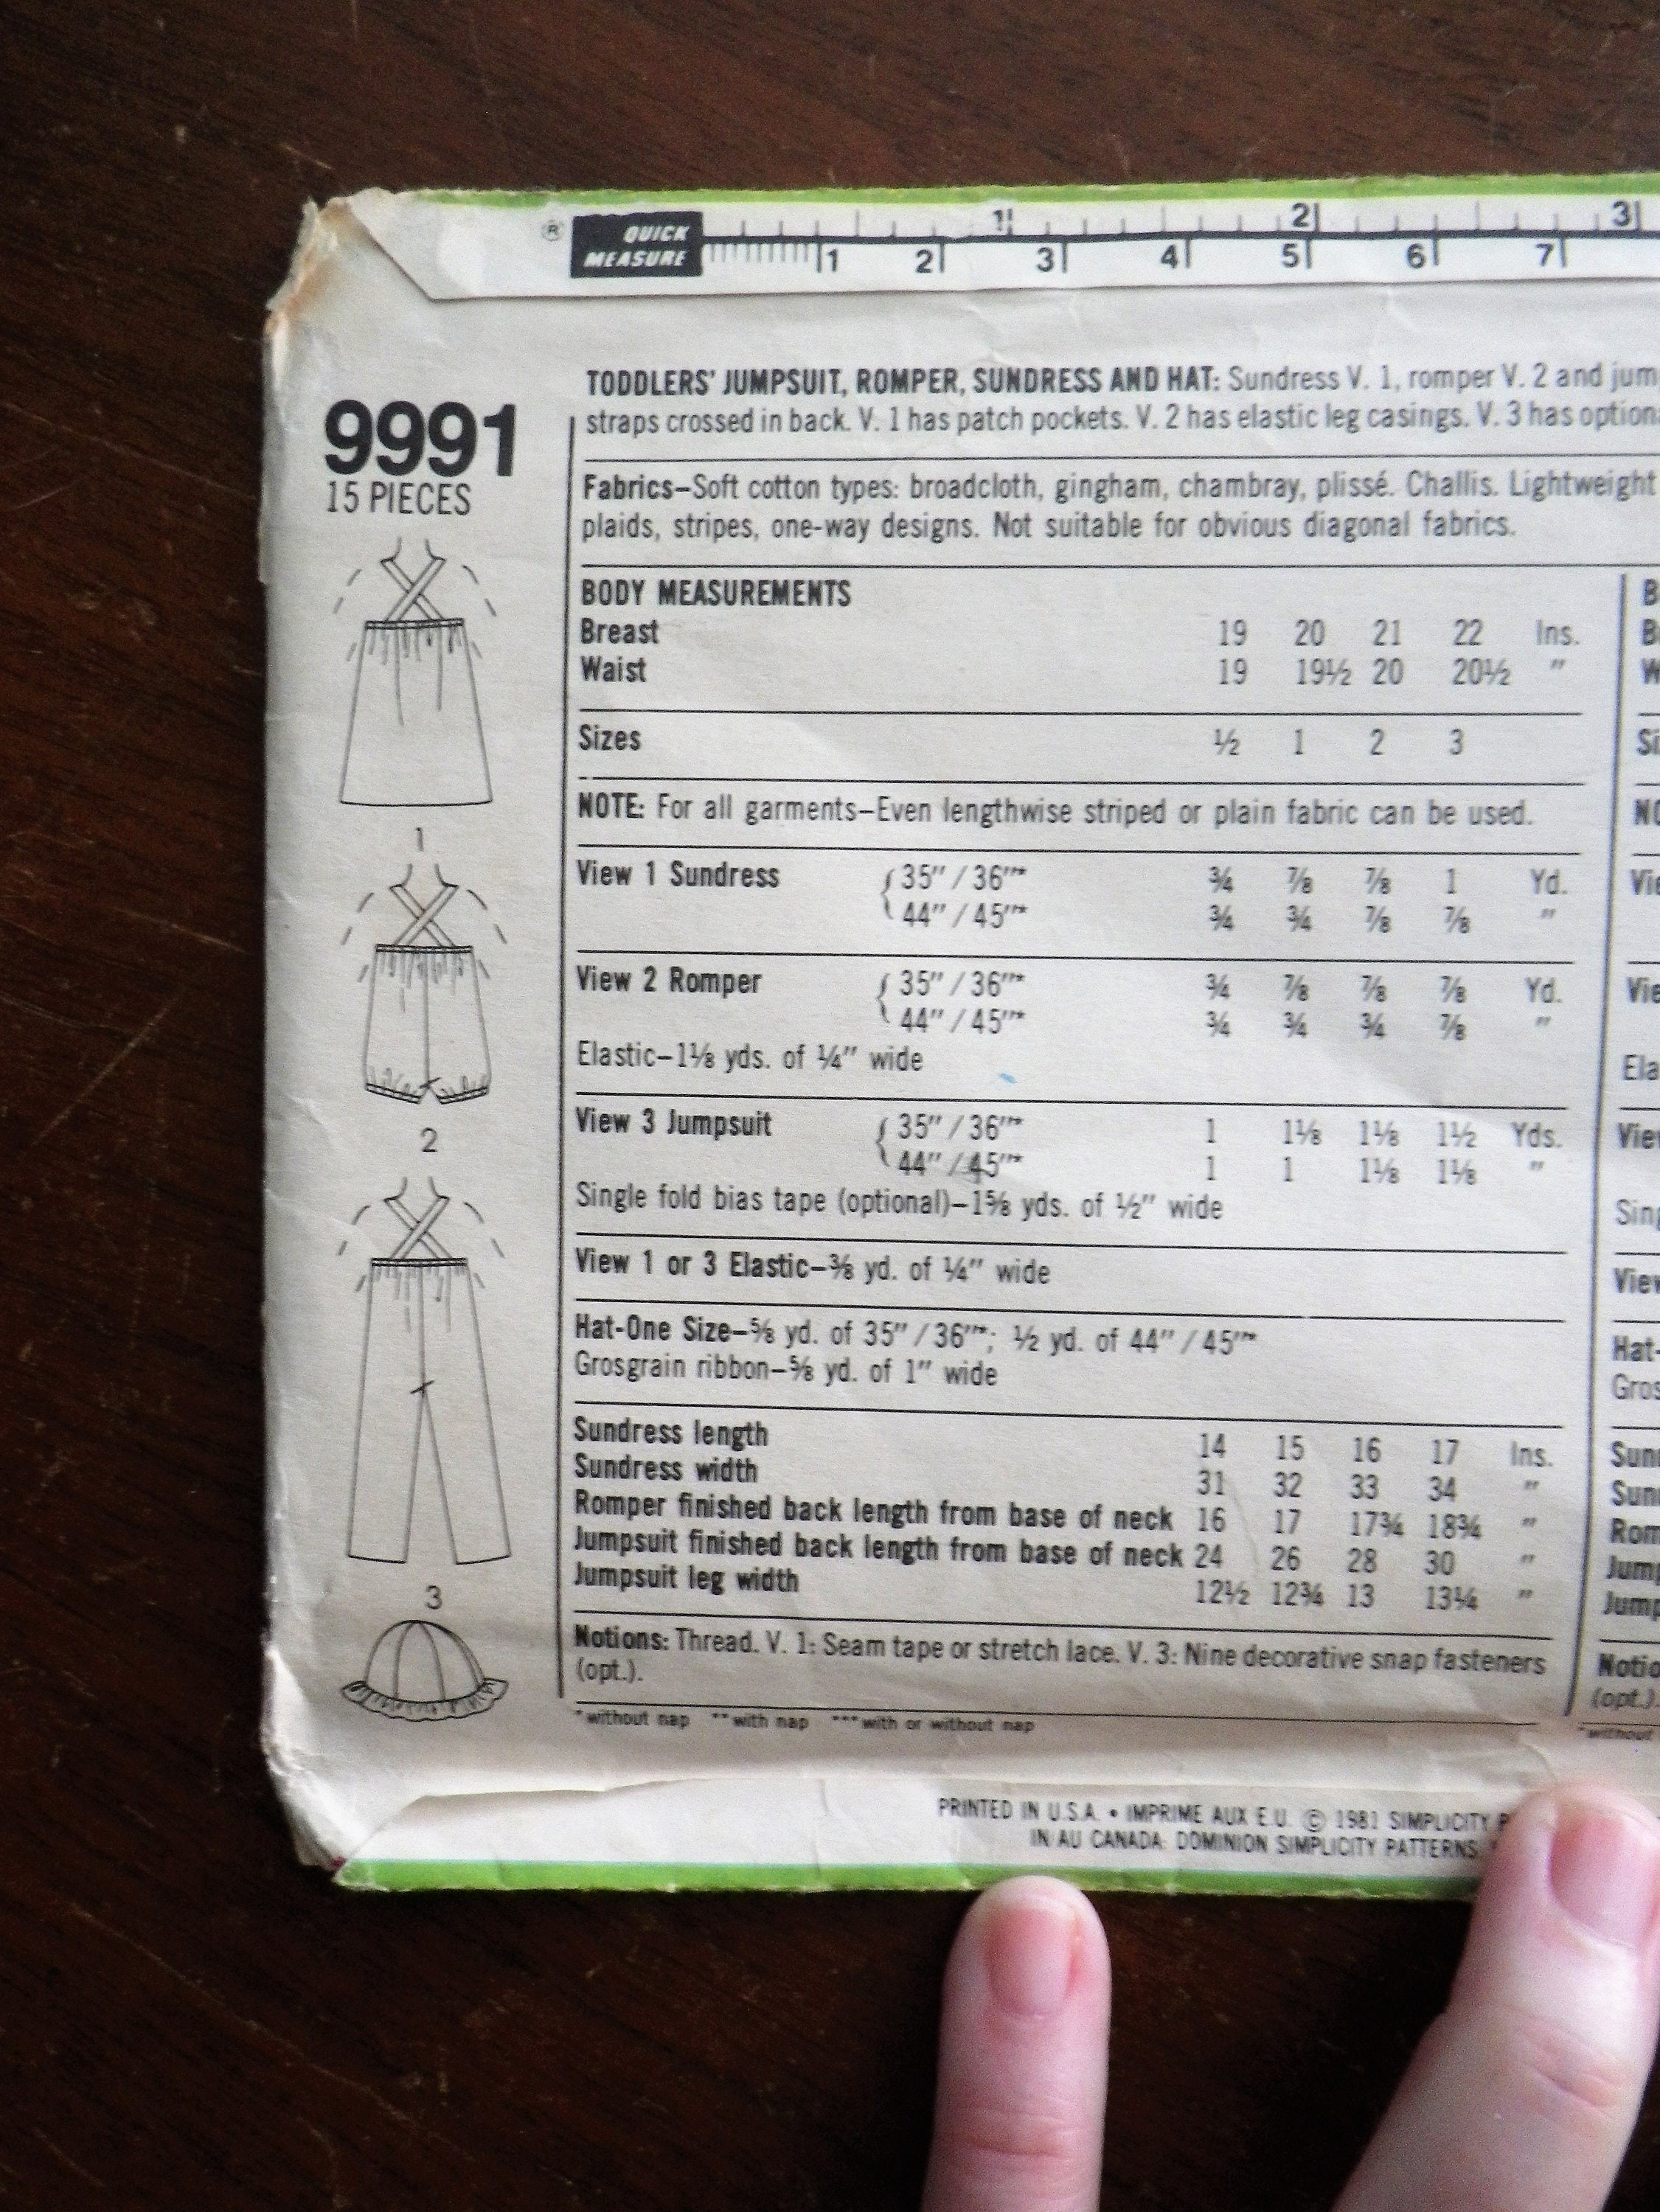 ® QUICK MEASURE
1 2 3
1 2 3 4 5 6 7
9991
15 PIECES
1
2
3
TODDLERS' JUMPSUIT, ROMPER, SUNDRESS AND HAT: Sundress V. 1, romper V. 2 and
straps crossed in back. V. 1 has patch pockets. V. 2 has elastic leg casings. V. 3 has
Fabrics–Soft cotton types: broadcloth, gingham, chambray, plissé. Challis. Lightweight
plaids, stripes, one-way designs. Not suitable for obvious diagonal fabrics.
BODY MEASUREMENTS
Breast 19 20 21 22 Ins.
Waist 19 19½ 20 20½ "
Sizes ½ 1 2 3
NOTE: For all garments–Even lengthwise striped or plain fabric can be used.
View 1 Sundress { 35" / 36"** ¾ ⅞ ⅞ 1 Yd.
44" / 45"** ¾ ¾ ⅞ ⅞ "
View 2 Romper { 35" / 36"** ¾ ⅞ ⅞ ⅞ Yd.
44" / 45"** ¾ ¾ ¾ ⅞ "
Elastic–1⅛ yds. of ¼" wide
View 3 Jumpsuit { 35" / 36"** 1 1⅛ 1⅛ 1½ Yds.
44" / 45"** 1 1 1⅛ 1⅛ "
Single fold bias tape (optional)–1⅝ yds. of ½" wide
View 1 or 3 Elastic–⅜ yd. of ¼" wide
Hat-One Size–⅝ yd. of 35" / 36"**; ½ yd. of 44" / 45"**
Grosgrain ribbon–⅝ yd. of 1" wide
Sundress length 14 15 16 17 Ins.
Sundress width 31 32 33 34 "
Romper finished back length from base of neck 16 17 17¾ 18¾ "
Jumpsuit finished back length from base of neck 24 26 28 30 "
Jumpsuit leg width 12½ 12¾ 13 13¼ "
Notions: Thread. V. 1: Seam tape or stretch lace. V. 3: Nine decorative snap fasteners
(opt.).
*without nap **with nap ***with or without nap
PRINTED IN U.S.A. • IMPRIME AUX E.U. © 1981 SIMPLICITY
IN AU CANADA: DOMINION SIMPLICITY PATTERNS